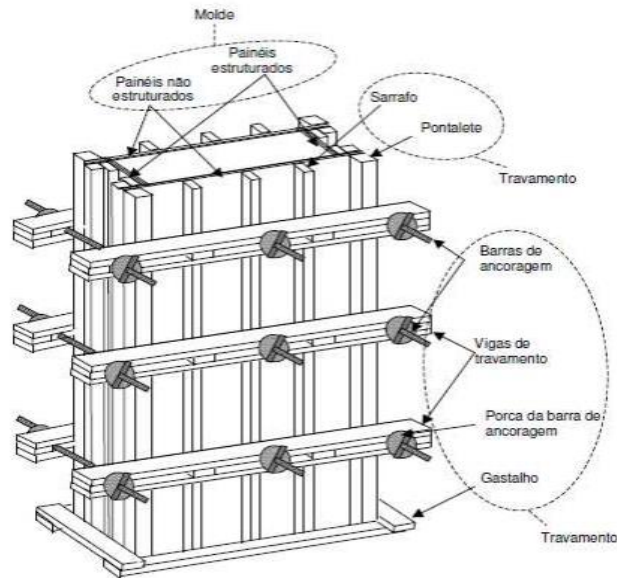 Molde
Painéis
estruturados
Painéis não
estruturados
Sarrafo
Pontalete
Travamento
Barras de
ancoragem
Vigas de
travamento
Porca da barra de
ancoragem
Gastalho
Travamento